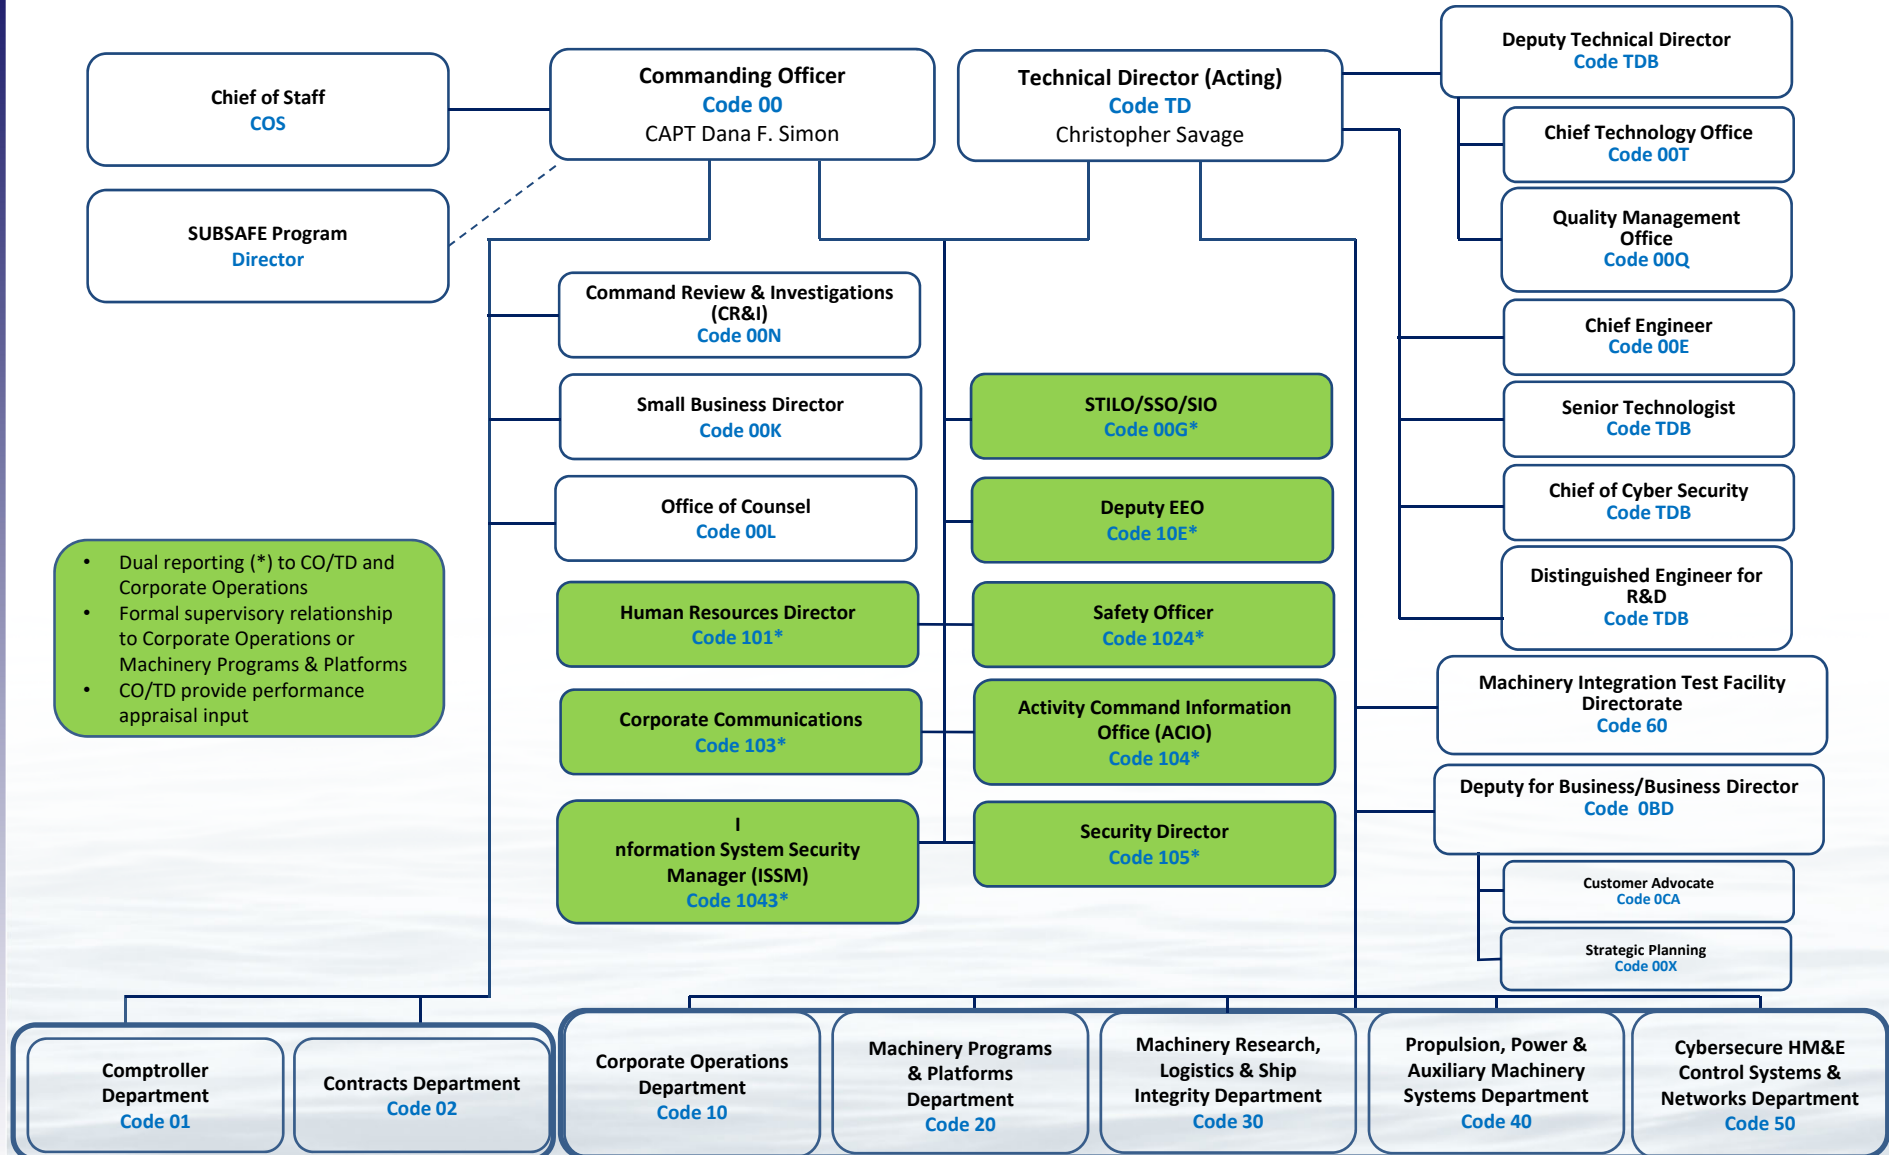 Chief of Staff
COS
Commanding Officer
Code 00
CAPT Dana F. Simon
Technical Director (Acting)
Code TD
Christopher Savage
Deputy Technical Director
Code TDB
Chief Technology Office
Code 00T
Quality Management
Office
Code 00Q
SUBSAFE Program
Director
Command Review & Investigations
(CR&I)
Code 00N
Small Business Director
Code 00K
Office of Counsel
Code 00L
STILO/SSO/SIO
Code 00G*
Deputy EEO
Code 10E*
Chief Engineer
Code 00E
Senior Technologist
Code TDB
Chief of Cyber Security
Code TDB
Distinguished Engineer for
R&D
Code TDB
• Dual reporting (*) to CO/TD and
Corporate Operations
• Formal supervisory relationship
to Corporate Operations or
Machinery Programs & Platforms
• CO/TD provide performance
appraisal input
Human Resources Director
Code 101*
Safety Officer
Code 1024*
Corporate Communications
Code 103*
Activity Command Information
Office (ACIO)
Code 104*
I
nformation System Security
Manager (ISSM)
Code 1043*
Security Director
Code 105*
Machinery Integration Test Facility
Directorate
Code 60
Deputy for Business/Business Director
Code 0BD
Customer Advocate
Code 0CA
Strategic Planning
Code 00X
Comptroller
Department
Code 01
Contracts Department
Code 02
Corporate Operations
Department
Code 10
Machinery Programs
& Platforms
Department
Code 20
Machinery Research,
Logistics & Ship
Integrity Department
Code 30
Propulsion, Power &
Auxiliary Machinery
Systems Department
Code 40
Cybersecure HM&E
Control Systems &
Networks Department
Code 50